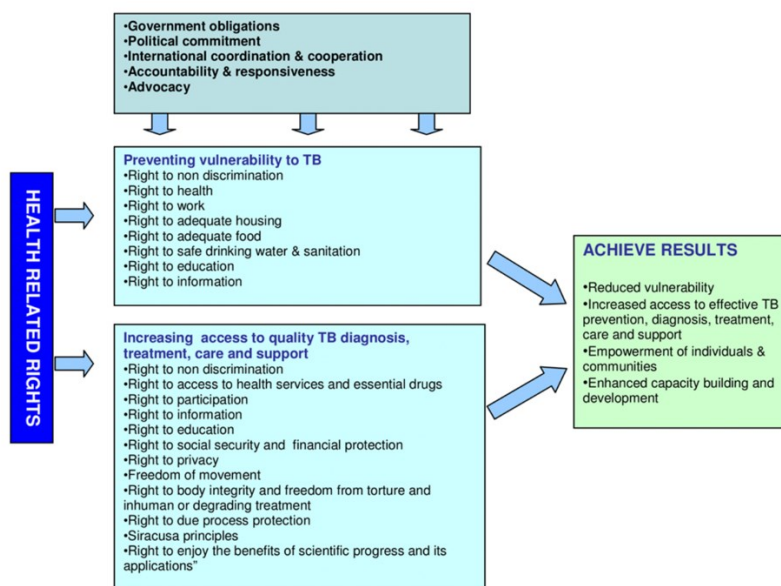 •Government obligations
•Political commitment
•International coordination & cooperation
•Accountability & responsiveness
•Advocacy
HEALTH RELATED RIGHTS
Preventing vulnerability to TB
•Right to non discrimination
•Right to health
•Right to work
•Right to adequate housing
•Right to adequate food
•Right to safe drinking water & sanitation
•Right to education
•Right to information
Increasing  access to quality TB diagnosis,
treatment, care and support
•Right to non discrimination
•Right to access to health services and essential drugs
•Right to participation
•Right to information
•Right to education
•Right to social security and  financial protection
•Right to privacy
•Freedom of movement
•Right to body integrity and freedom from torture and
inhuman or degrading treatment
•Right to due process protection
•Siracusa principles
•Right to enjoy the benefits of scientific progress and its
applications”
ACHIEVE RESULTS
•Reduced vulnerability
•Increased access to effective TB
prevention, diagnosis, treatment,
care and support
•Empowerment of individuals &
communities
•Enhanced capacity building and
development